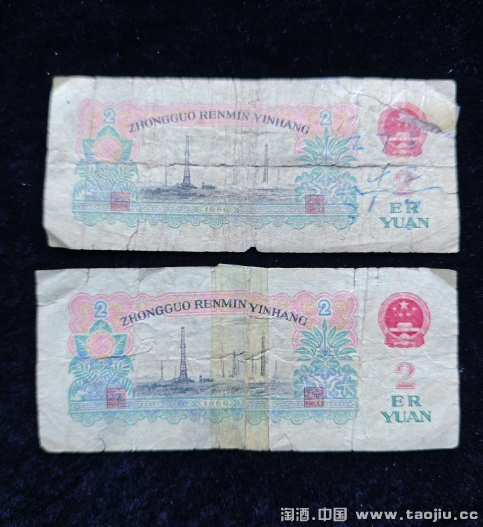 2 2
ZHONGGUO RENMIN YINHANG
2
1960
ER
YUAN
2 2
ZHONGGUO RENMIN YINHANG
2
1960
ER
YUAN
淘酒.中国 www.taojiu.cc